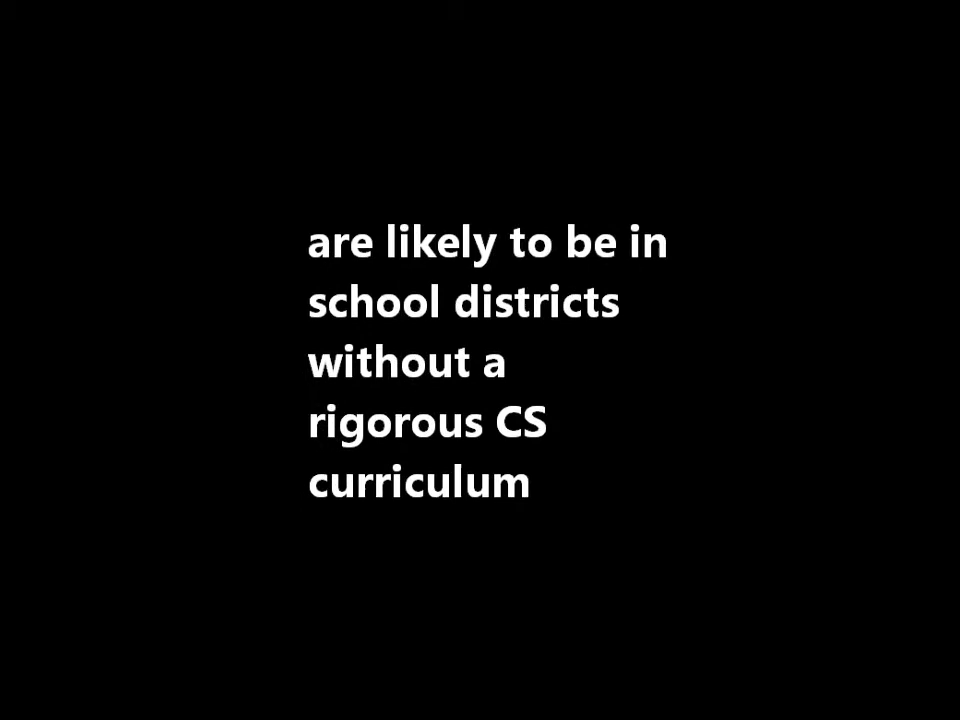 are likely to be in
school districts
without a
rigorous CS
curriculum